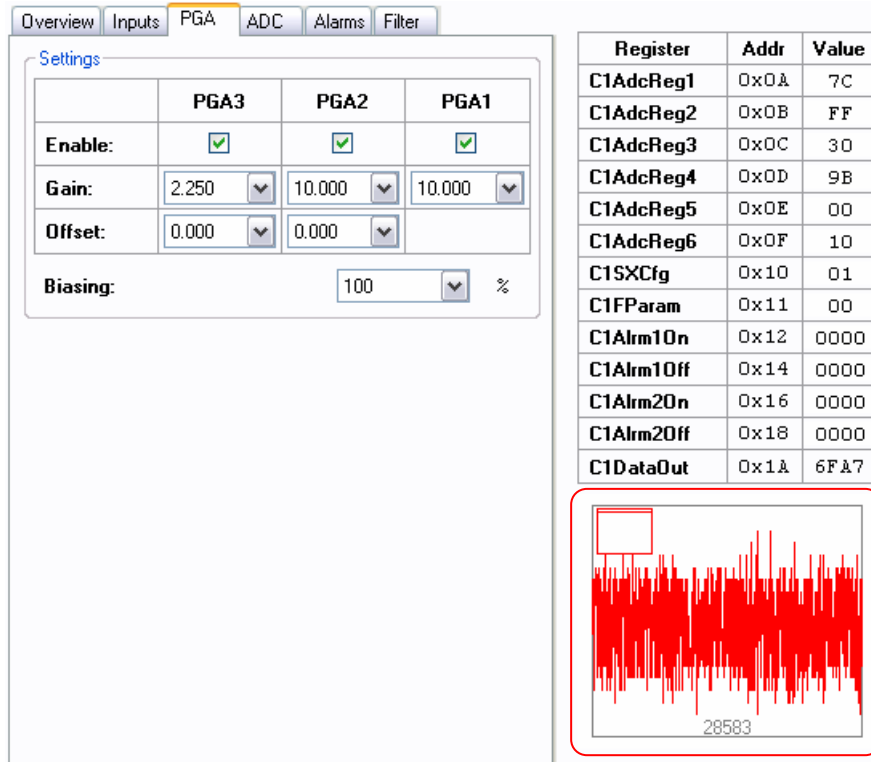 Overview Inputs PGA ADC Alarms Filter
Settings
PGA3 PGA2 PGA1
Enable:
Gain: 2.250 10.000 10.000
Offset: 0.000 0.000
Biasing: 100 %
Register Addr Value
C1AdcReg1 0x0A 7C
C1AdcReg2 0x0B FF
C1AdcReg3 0x0C 30
C1AdcReg4 0x0D 9B
C1AdcReg5 0x0E 00
C1AdcReg6 0x0F 10
C1SXCfg 0x10 01
C1FParam 0x11 00
C1Alrm1On 0x12 0000
C1Alrm1Off 0x14 0000
C1Alrm2On 0x16 0000
C1Alrm2Off 0x18 0000
C1DataOut 0x1A 6FA7
28583